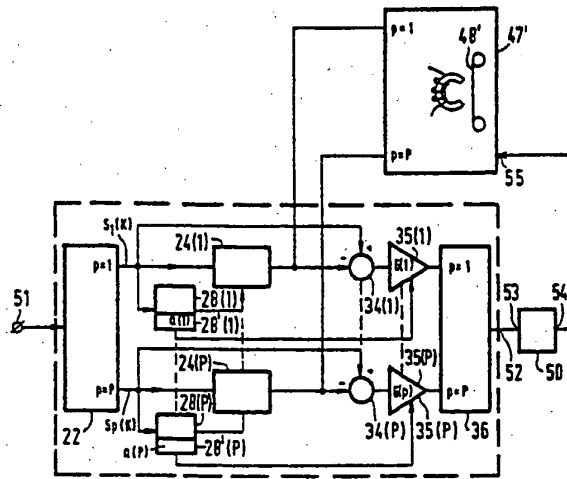 p=1
48'
47'
p=P
55
S₁(K)
24(1)
35(1)
51
p=1
G(1)
p=1
28(1)
34(1)
53
54
a(1)
28'(1)
24(P)
35(P)
52
50
p=P
28(P)
G(p)
p=P
22
Sp(K)
34(P)
35(P)
36
a(P)
28'(P)